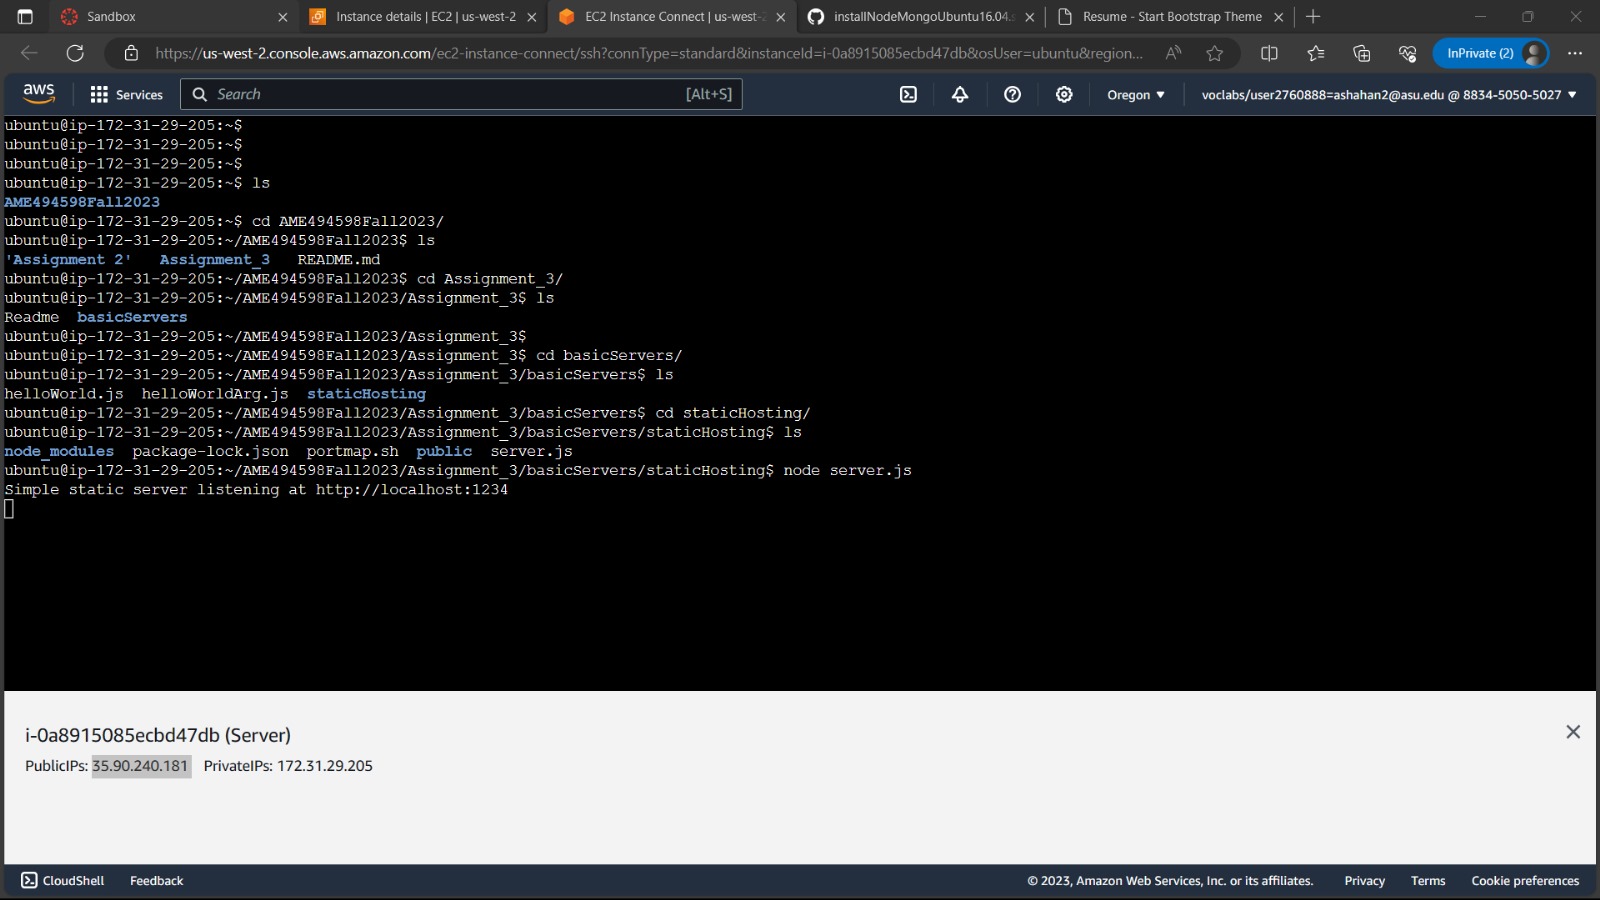 Sandbox
Instance details | EC2 | us-west-2
EC2 Instance Connect | us-west-2
installNodeMongoUbuntu16.04.s
Resume - Start Bootstrap Theme
https://us-west-2.console.aws.amazon.com/ec2-instance-connect/ssh?connType=standard&instanceId=i-0a8915085ecbd47db&osUser=ubuntu&region...
InPrivate (2)
aws
Services
Search
[Alt+S]
Oregon
voclabs/user2760888=ashahan2@asu.edu @ 8834-5050-5027
ubuntu@ip-172-31-29-205:~$
ubuntu@ip-172-31-29-205:~$
ubuntu@ip-172-31-29-205:~$
ubuntu@ip-172-31-29-205:~$ ls
AME494598Fall2023
ubuntu@ip-172-31-29-205:~$ cd AME494598Fall2023/
ubuntu@ip-172-31-29-205:~/AME494598Fall2023$ ls
'Assignment 2'   Assignment_3   README.md
ubuntu@ip-172-31-29-205:~/AME494598Fall2023$ cd Assignment_3/
ubuntu@ip-172-31-29-205:~/AME494598Fall2023/Assignment_3$ ls
Readme  basicServers
ubuntu@ip-172-31-29-205:~/AME494598Fall2023/Assignment_3$
ubuntu@ip-172-31-29-205:~/AME494598Fall2023/Assignment_3$ cd basicServers/
ubuntu@ip-172-31-29-205:~/AME494598Fall2023/Assignment_3/basicServers$ ls
helloWorld.js  helloWorldArg.js  staticHosting
ubuntu@ip-172-31-29-205:~/AME494598Fall2023/Assignment_3/basicServers$ cd staticHosting/
ubuntu@ip-172-31-29-205:~/AME494598Fall2023/Assignment_3/basicServers/staticHosting$ ls
node_modules  package-lock.json  portmap.sh  public  server.js
ubuntu@ip-172-31-29-205:~/AME494598Fall2023/Assignment_3/basicServers/staticHosting$ node server.js
Simple static server listening at http://localhost:1234
i-0a8915085ecbd47db (Server)
PublicIPs: 35.90.240.181   PrivateIPs: 172.31.29.205
CloudShell
Feedback
© 2023, Amazon Web Services, Inc. or its affiliates.
Privacy
Terms
Cookie preferences